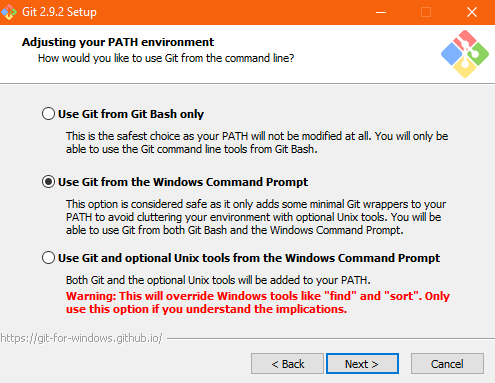 Git 2.9.2 Setup
Adjusting your PATH environment
How would you like to use Git from the command line?
Use Git from Git Bash only
This is the safest choice as your PATH will not be modified at all. You will only be
able to use the Git command line tools from Git Bash.
Use Git from the Windows Command Prompt
This option is considered safe as it only adds some minimal Git wrappers to your
PATH to avoid cluttering your environment with optional Unix tools. You will be
able to use Git from both Git Bash and the Windows Command Prompt.
Use Git and optional Unix tools from the Windows Command Prompt
Both Git and the optional Unix tools will be added to your PATH.
Warning: This will override Windows tools like "find" and "sort". Only
use this option if you understand the implications.
https://git-for-windows.github.io/
< Back
Next >
Cancel